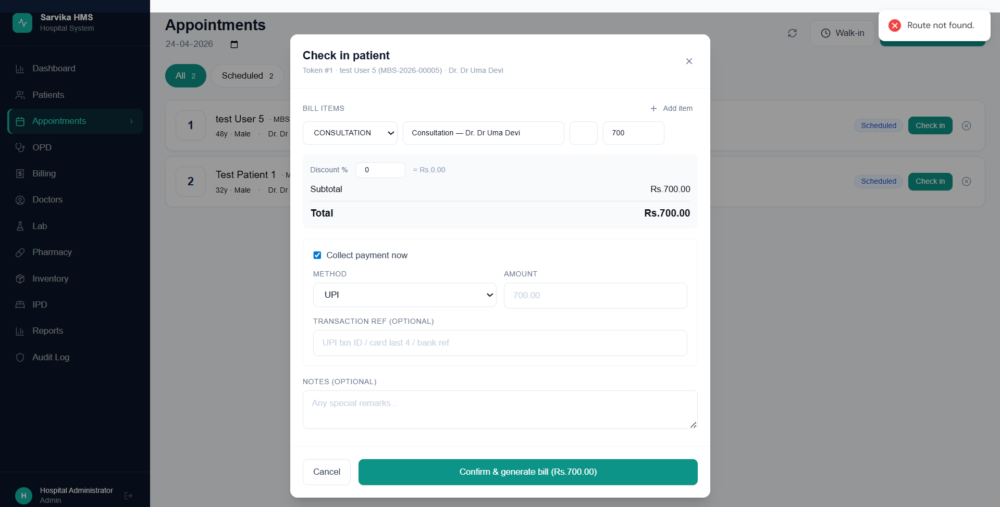 Sarvika HMS
Hospital System
Dashboard
Patients
Appointments
OPD
Billing
Doctors
Lab
Pharmacy
Inventory
IPD
Reports
Audit Log
H
Hospital Administrator
Admin
Appointments
24-04-2026
Walk-in
Route not found.
All 2
Scheduled 2
1
test User 5 · MBS
48y · Male · Dr. Dr
Scheduled
Check in
2
Test Patient 1 · M
32y · Male · Dr. Dr
Scheduled
Check in
Check in patient
Token #1 · test User 5 (MBS-2026-00005) · Dr. Dr Uma Devi
BILL ITEMS
Add item
CONSULTATION
Consultation — Dr. Dr Uma Devi
700
Discount %
0
= Rs.0.00
Subtotal
Rs.700.00
Total
Rs.700.00
Collect payment now
METHOD
AMOUNT
UPI
700.00
TRANSACTION REF (OPTIONAL)
UPI txn ID / card last 4 / bank ref
NOTES (OPTIONAL)
Any special remarks...
Cancel
Confirm & generate bill (Rs.700.00)